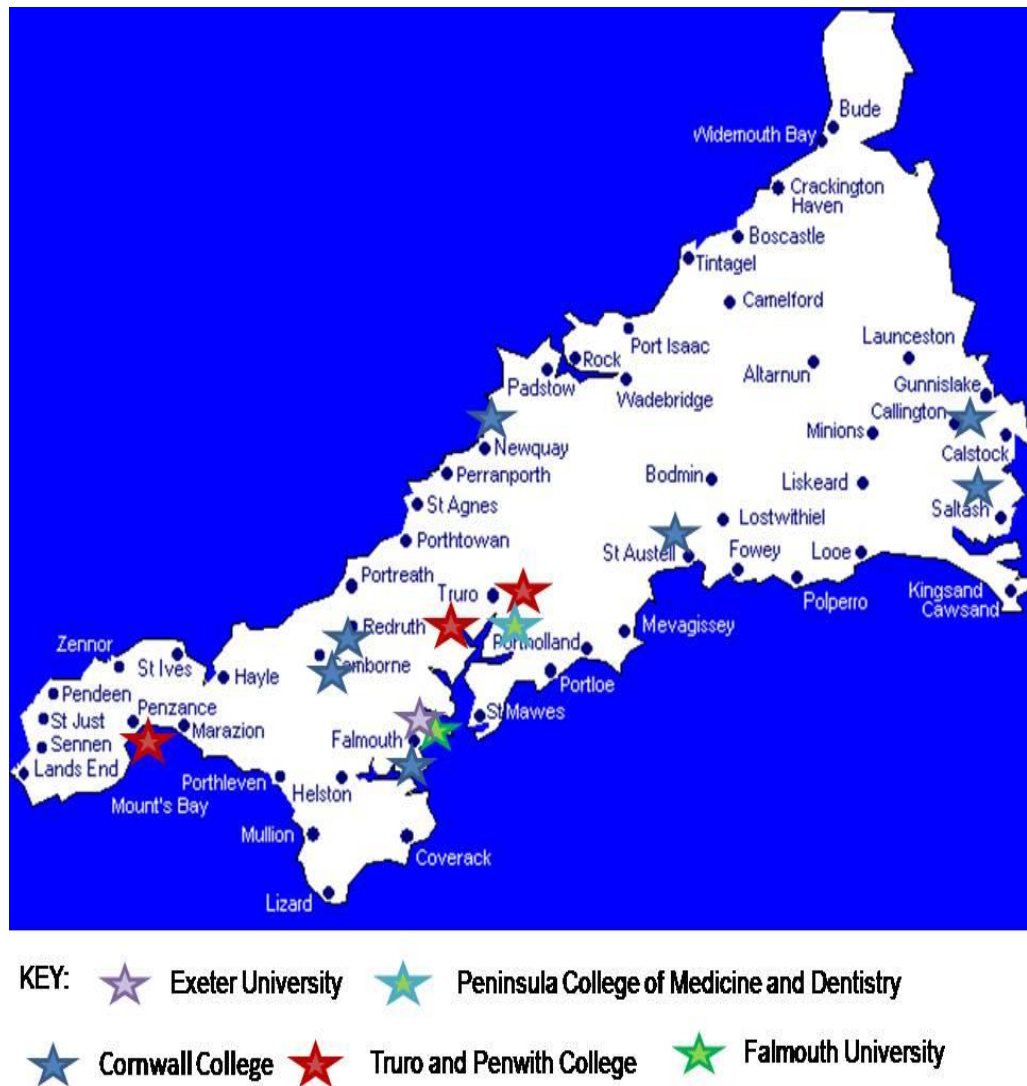 Bude
Widemouth Bay
Crackington
Haven
Boscastle
Tintagel
Camelford
Port Isaac
Launceston
Rock
Altarnun
Padstow
Wadebridge
Gunnislake
Callington
Minions
Newquay
Calstock
Perranporth
Bodmin
Liskeard
St Agnes
Saltash
Lostwithiel
Porthtowan
St Austell
Fowey
Looe
Portreath
Truro
Kingsand
Cawsand
Polperro
Redruth
Mevagissey
Zennor
Portholland
St Ives
Camborne
Hayle
Portloe
Pendeen
Penzance
St Mawes
St Just
Marazion
Falmouth
Sennen
Lands End
Porthleven
Helston
Mount's Bay
Mullion
Coverack
Lizard
KEY: Exeter University Peninsula College of Medicine and Dentistry
Cornwall College Truro and Penwith College Falmouth University